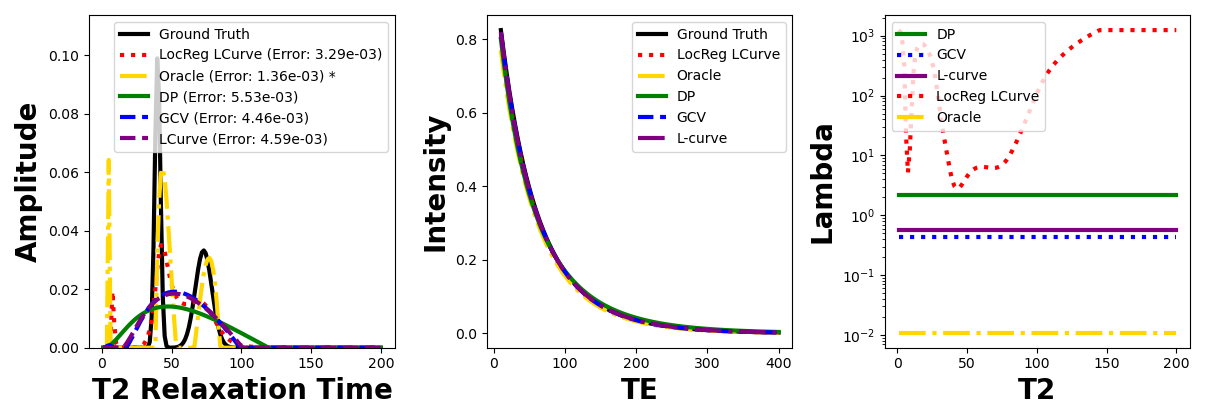 Amplitude
0.00
0.02
0.04
0.06
0.08
0.10
Ground Truth
LocReg LCurve (Error: 3.29e-03)
Oracle (Error: 1.36e-03) *
DP (Error: 5.53e-03)
GCV (Error: 4.46e-03)
LCurve (Error: 4.59e-03)
0 50 100 150 200
T2 Relaxation Time
Intensity
0.0
0.2
0.4
0.6
0.8
Ground Truth
LocReg LCurve
Oracle
DP
GCV
L-curve
0 100 200 300 400
TE
Lambda
10³
10²
10¹
10⁰
10⁻¹
10⁻²
DP
GCV
L-curve
LocReg LCurve
Oracle
0 50 100 150 200
T2